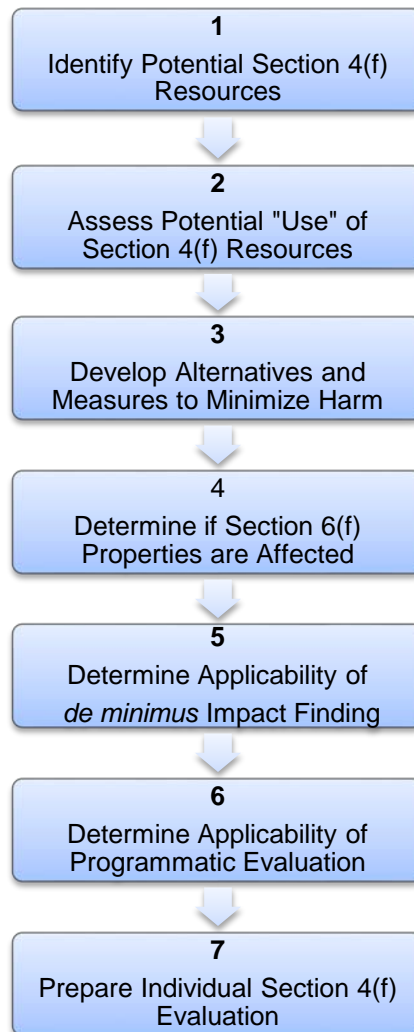 1
Identify Potential Section 4(f)
Resources
2
Assess Potential "Use" of
Section 4(f) Resources
3
Develop Alternatives and
Measures to Minimize Harm
4
Determine if Section 6(f)
Properties are Affected
5
Determine Applicability of
de minimus Impact Finding
6
Determine Applicability of
Programmatic Evaluation
7
Prepare Individual Section 4(f)
Evaluation